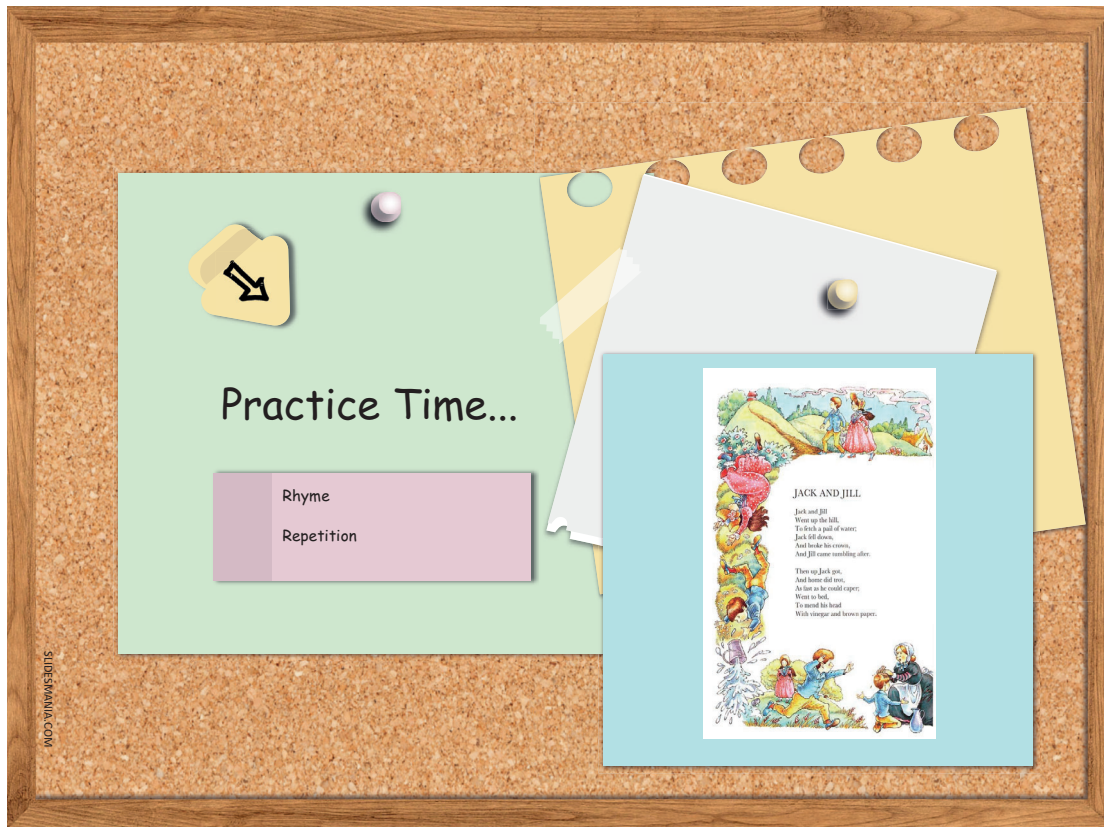 Practice Time...
Rhyme
Repetition
JACK AND JILL
Jack and Jill
Went up the hill,
To fetch a pail of water;
Jack fell down,
And broke his crown,
And Jill came tumbling after.
Then up Jack got,
And home did trot,
As fast as he could caper;
Went to bed,
To mend his head
With vinegar and brown paper.
SLIDESMANIA.COM